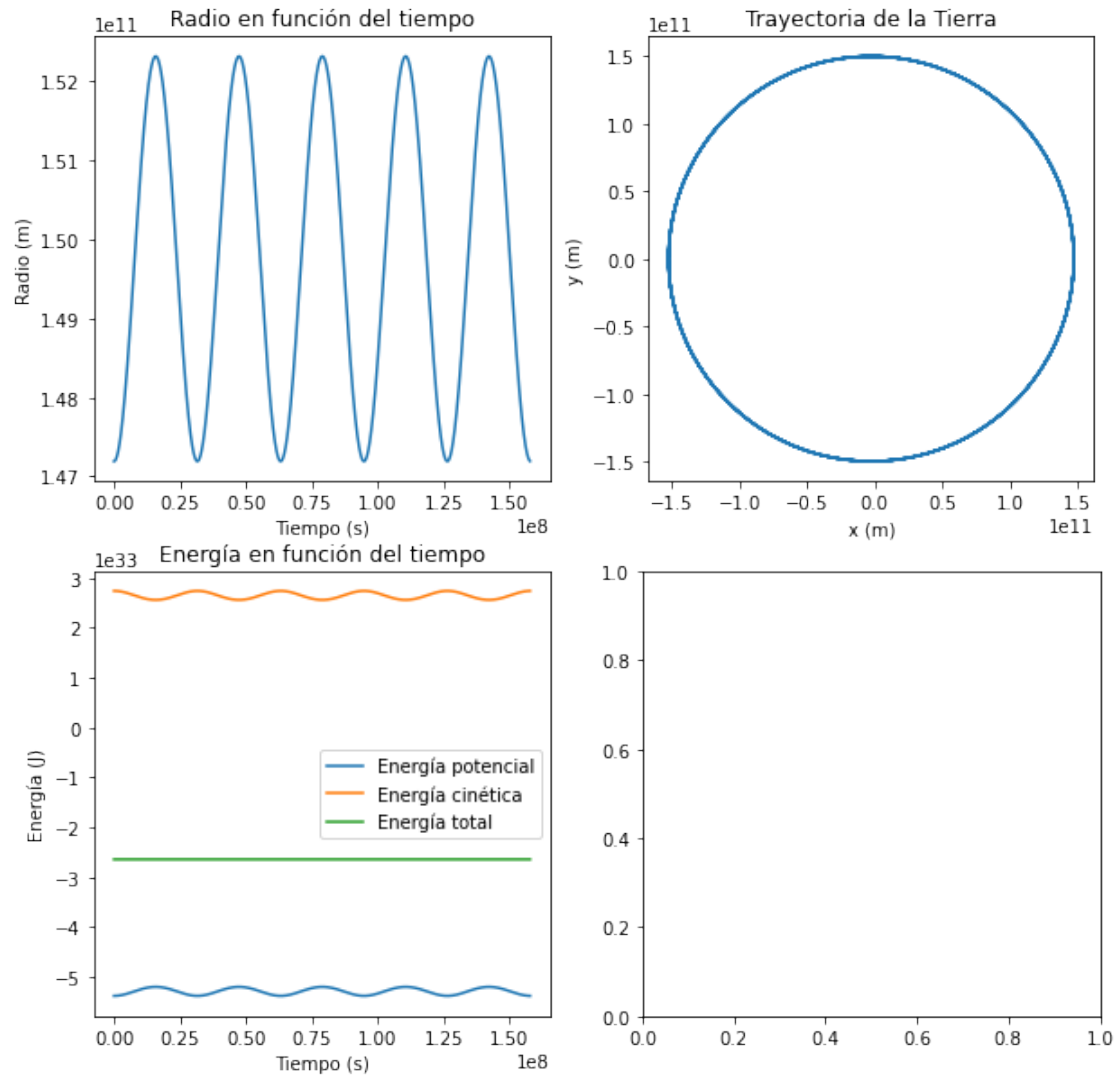 Radio en función del tiempo
1e11
1.52
1.51
1.50
1.49
1.48
1.47
Radio (m)
0.00 0.25 0.50 0.75 1.00 1.25 1.50
Tiempo (s)
1e8
Trayectoria de la Tierra
1e11
1.5
1.0
0.5
0.0
−0.5
−1.0
−1.5
y (m)
−1.5 −1.0 −0.5 0.0 0.5 1.0 1.5
x (m)
1e11
Energía en función del tiempo
1e33
3
2
1
0
−1
−2
−3
−4
−5
Energía (J)
Energía potencial
Energía cinética
Energía total
0.00 0.25 0.50 0.75 1.00 1.25 1.50
Tiempo (s)
1e8
1.0
0.8
0.6
0.4
0.2
0.0
0.0 0.2 0.4 0.6 0.8 1.0